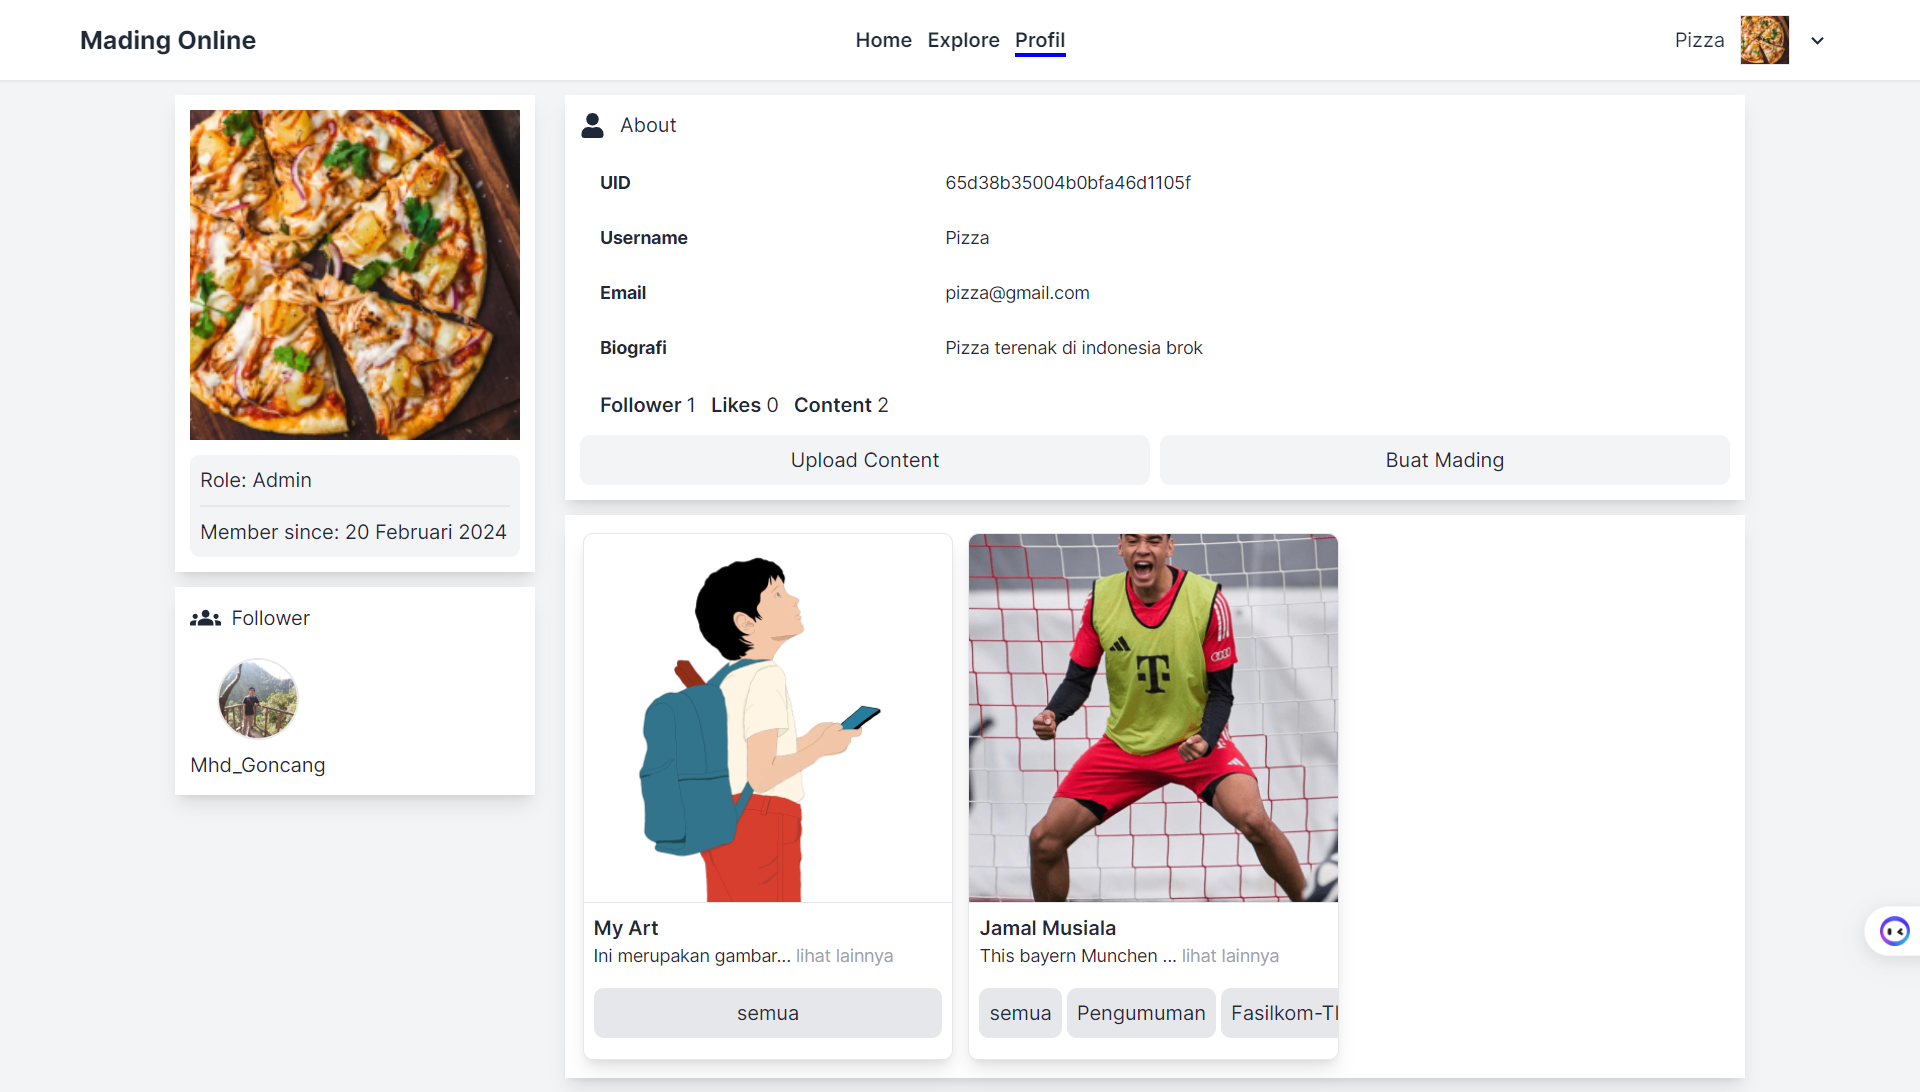 Mading Online
Home Explore Profil
Pizza
About
UID 65d38b35004b0bfa46d1105f
Username Pizza
Email pizza@gmail.com
Biografi Pizza terenak di indonesia brok
Follower 1 Likes 0 Content 2
Upload Content Buat Mading
Role: Admin
Member since: 20 Februari 2024
Follower
Mhd_Goncang
T
My Art
Ini merupakan gambar... lihat lainnya
semua
Jamal Musiala
This bayern Munchen ... lihat lainnya
semua Pengumuman Fasilkom-TI